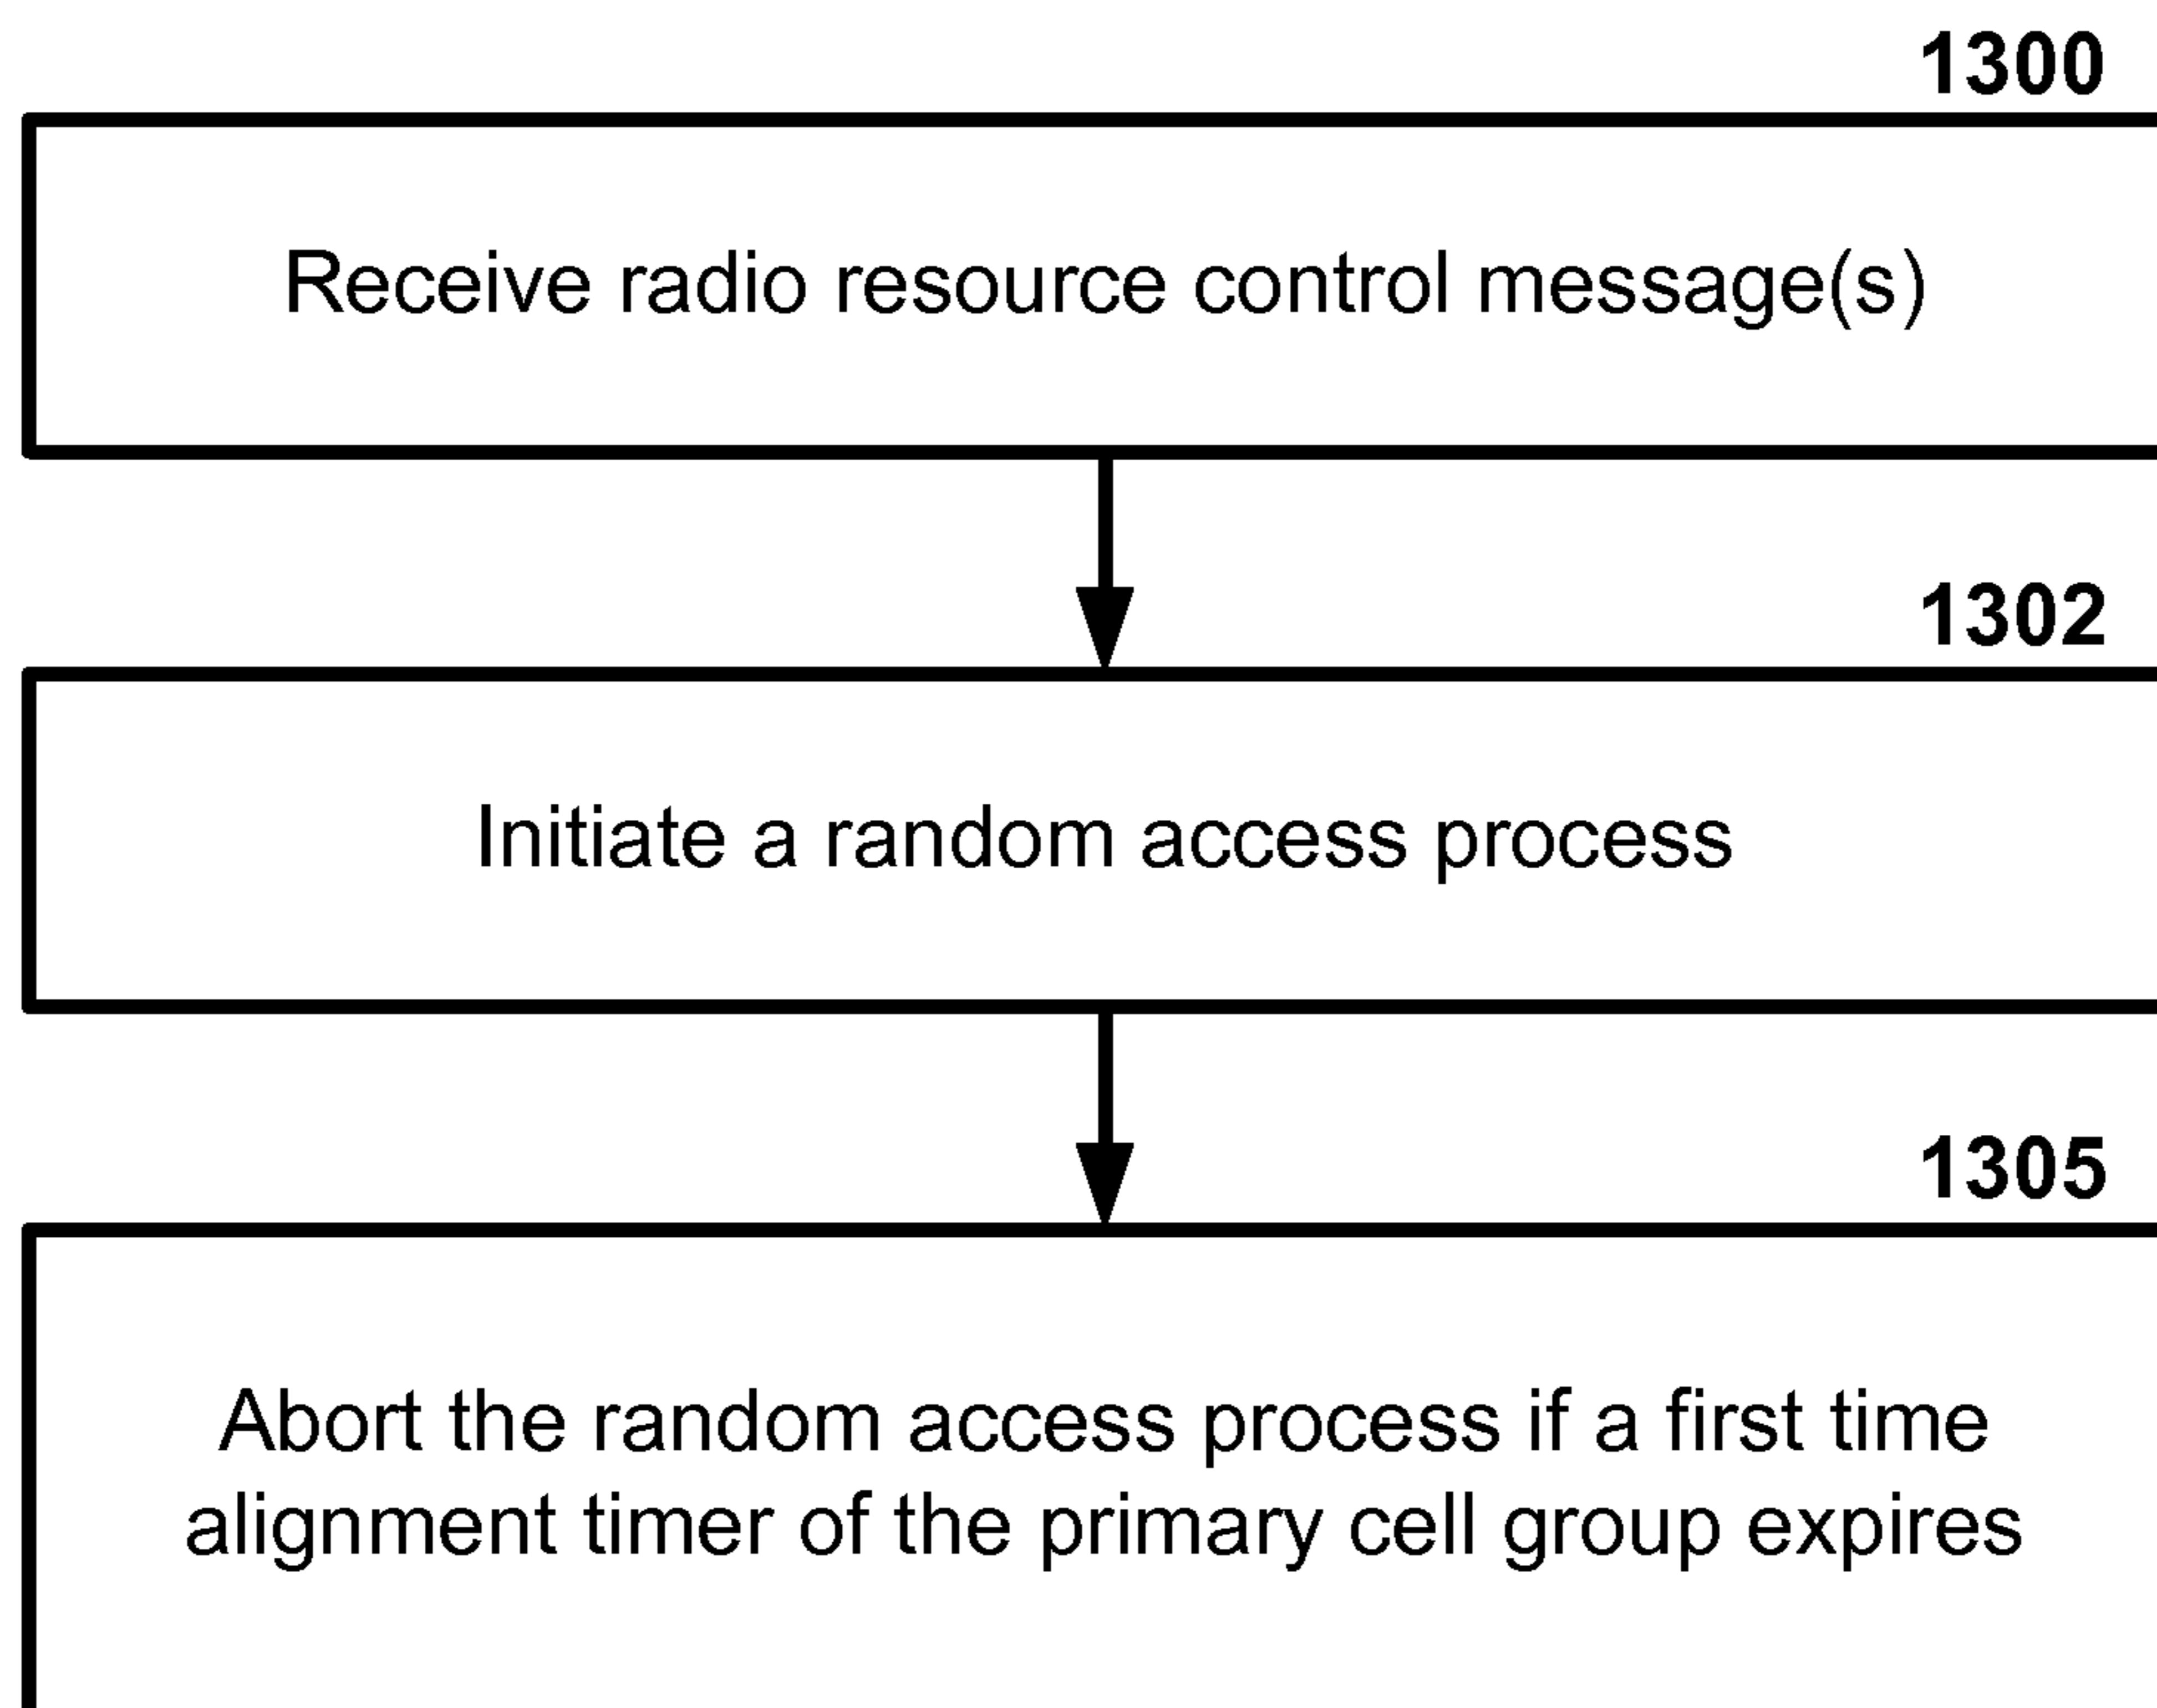 1300
Receive radio resource control message(s)
1302
Initiate a random access process
1305
Abort the random access process if a first time
alignment timer of the primary cell group expires